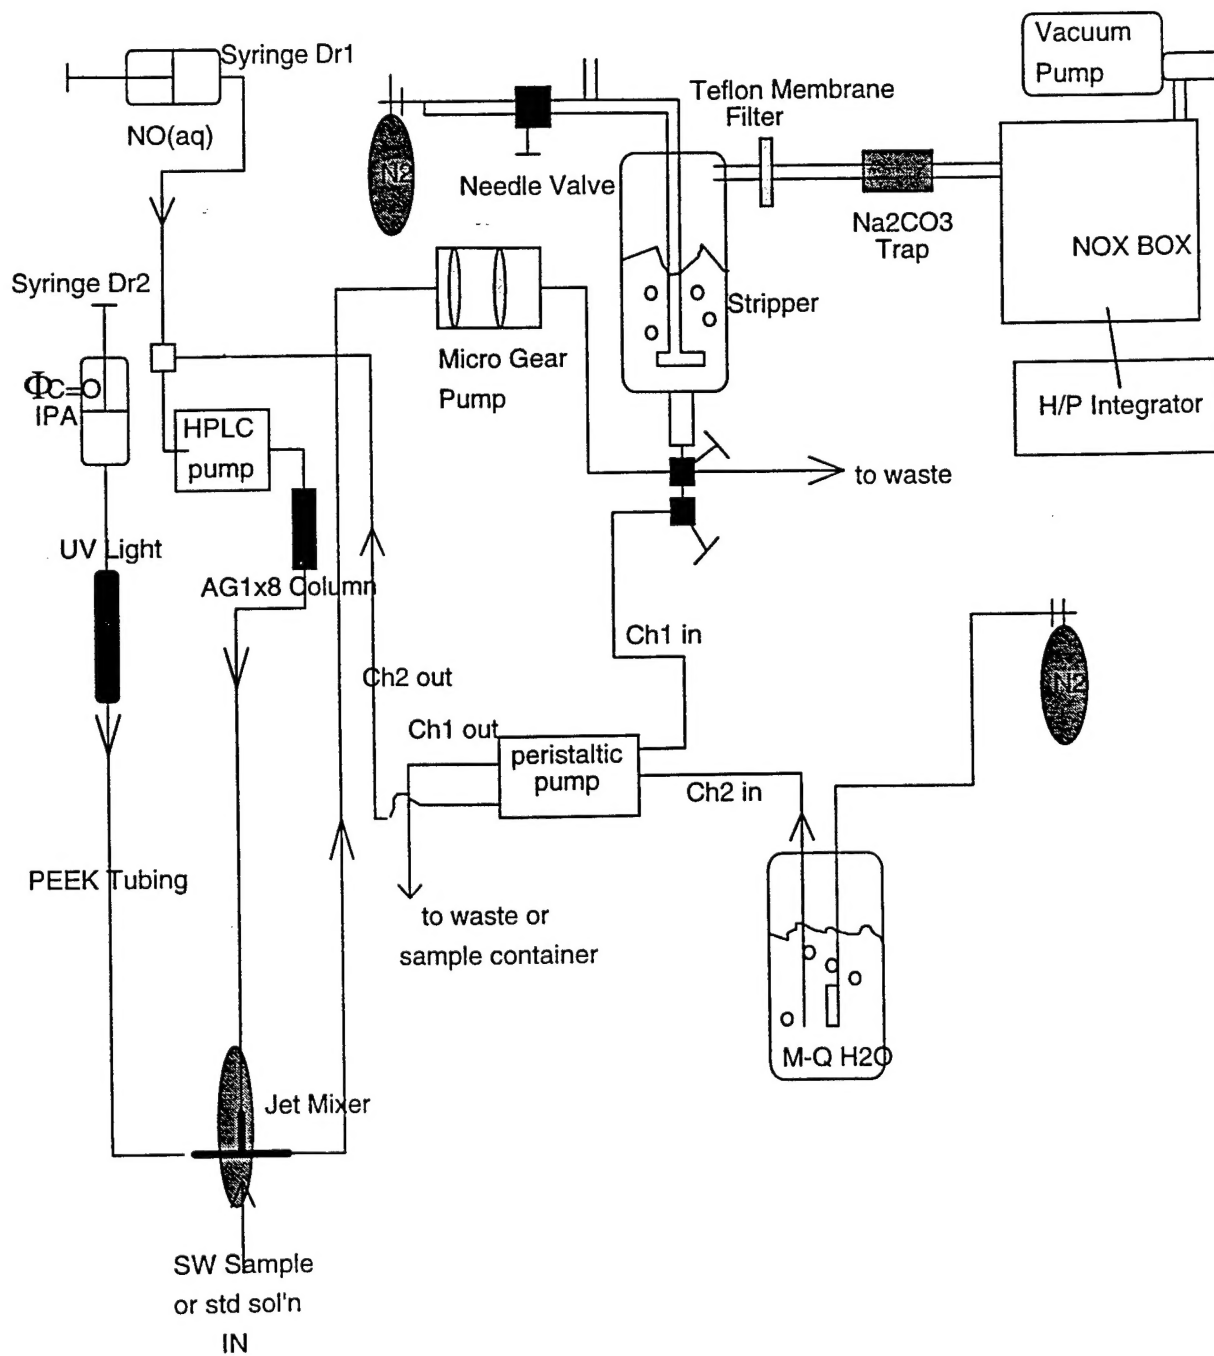 Vacuum
Pump
Syringe Dr1
NO(aq)
Teflon Membrane
Filter
N2
Needle Valve
Na2CO3
Trap
NOX BOX
Syringe Dr2
Stripper
Micro Gear
Pump
ΦC=O
IPA
H/P Integrator
HPLC
pump
to waste
UV Light
AG1x8 Column
Ch1 in
Ch2 out
N2
Ch1 out
peristaltic
pump
Ch2 in
PEEK Tubing
to waste or
sample container
M-Q H2O
Jet Mixer
SW Sample
or std sol'n
IN